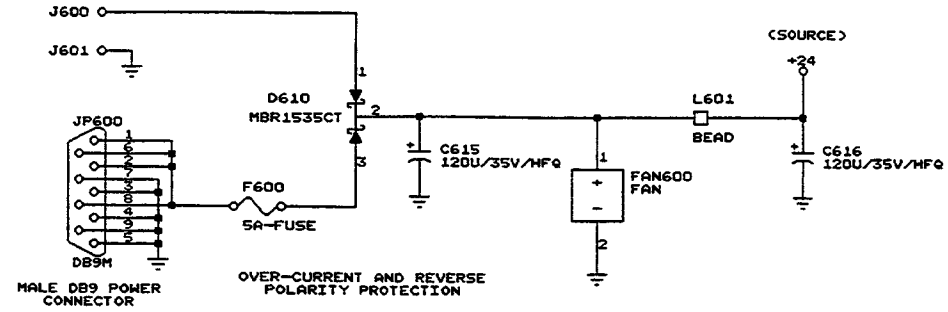 J600
J601
(SOURCE)
+24
1
D610
2
MBR1535CT
3
L601
BEAD
JP600
1
6
2
7
3
8
4
9
5
DB9M
F600
5A-FUSE
+
C615
120U/35V/HFQ
1
+
-
2
FAN600
FAN
+
C616
120U/35V/HFQ
MALE DB9 POWER
CONNECTOR
OVER-CURRENT AND REVERSE
POLARITY PROTECTION